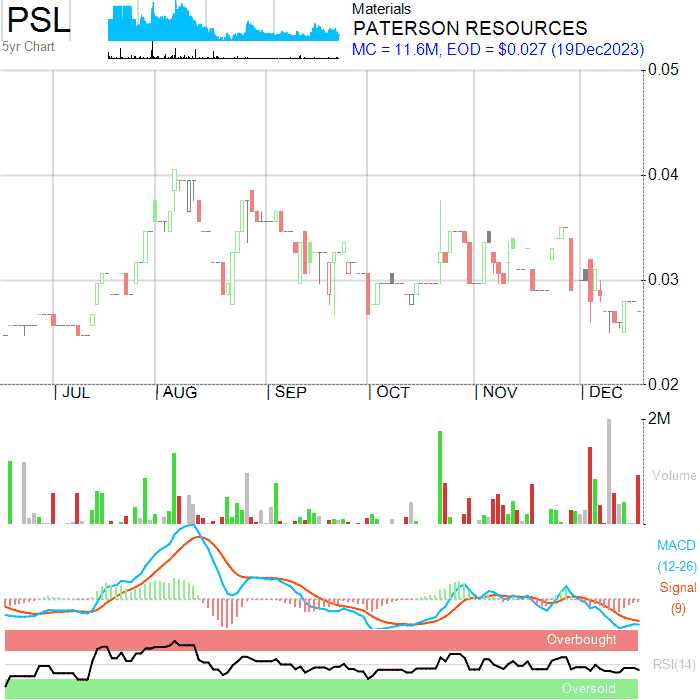 PSL
5yr Chart
Materials
PATERSON RESOURCES
MC = 11.6M, EOD = $0.027 (19Dec2023)
0.05
0.04
0.03
0.02
JUL AUG SEP OCT NOV DEC
2M
Volume
MACD
(12-26)
Signal
(9)
Overbought
RSI(14)
Oversold